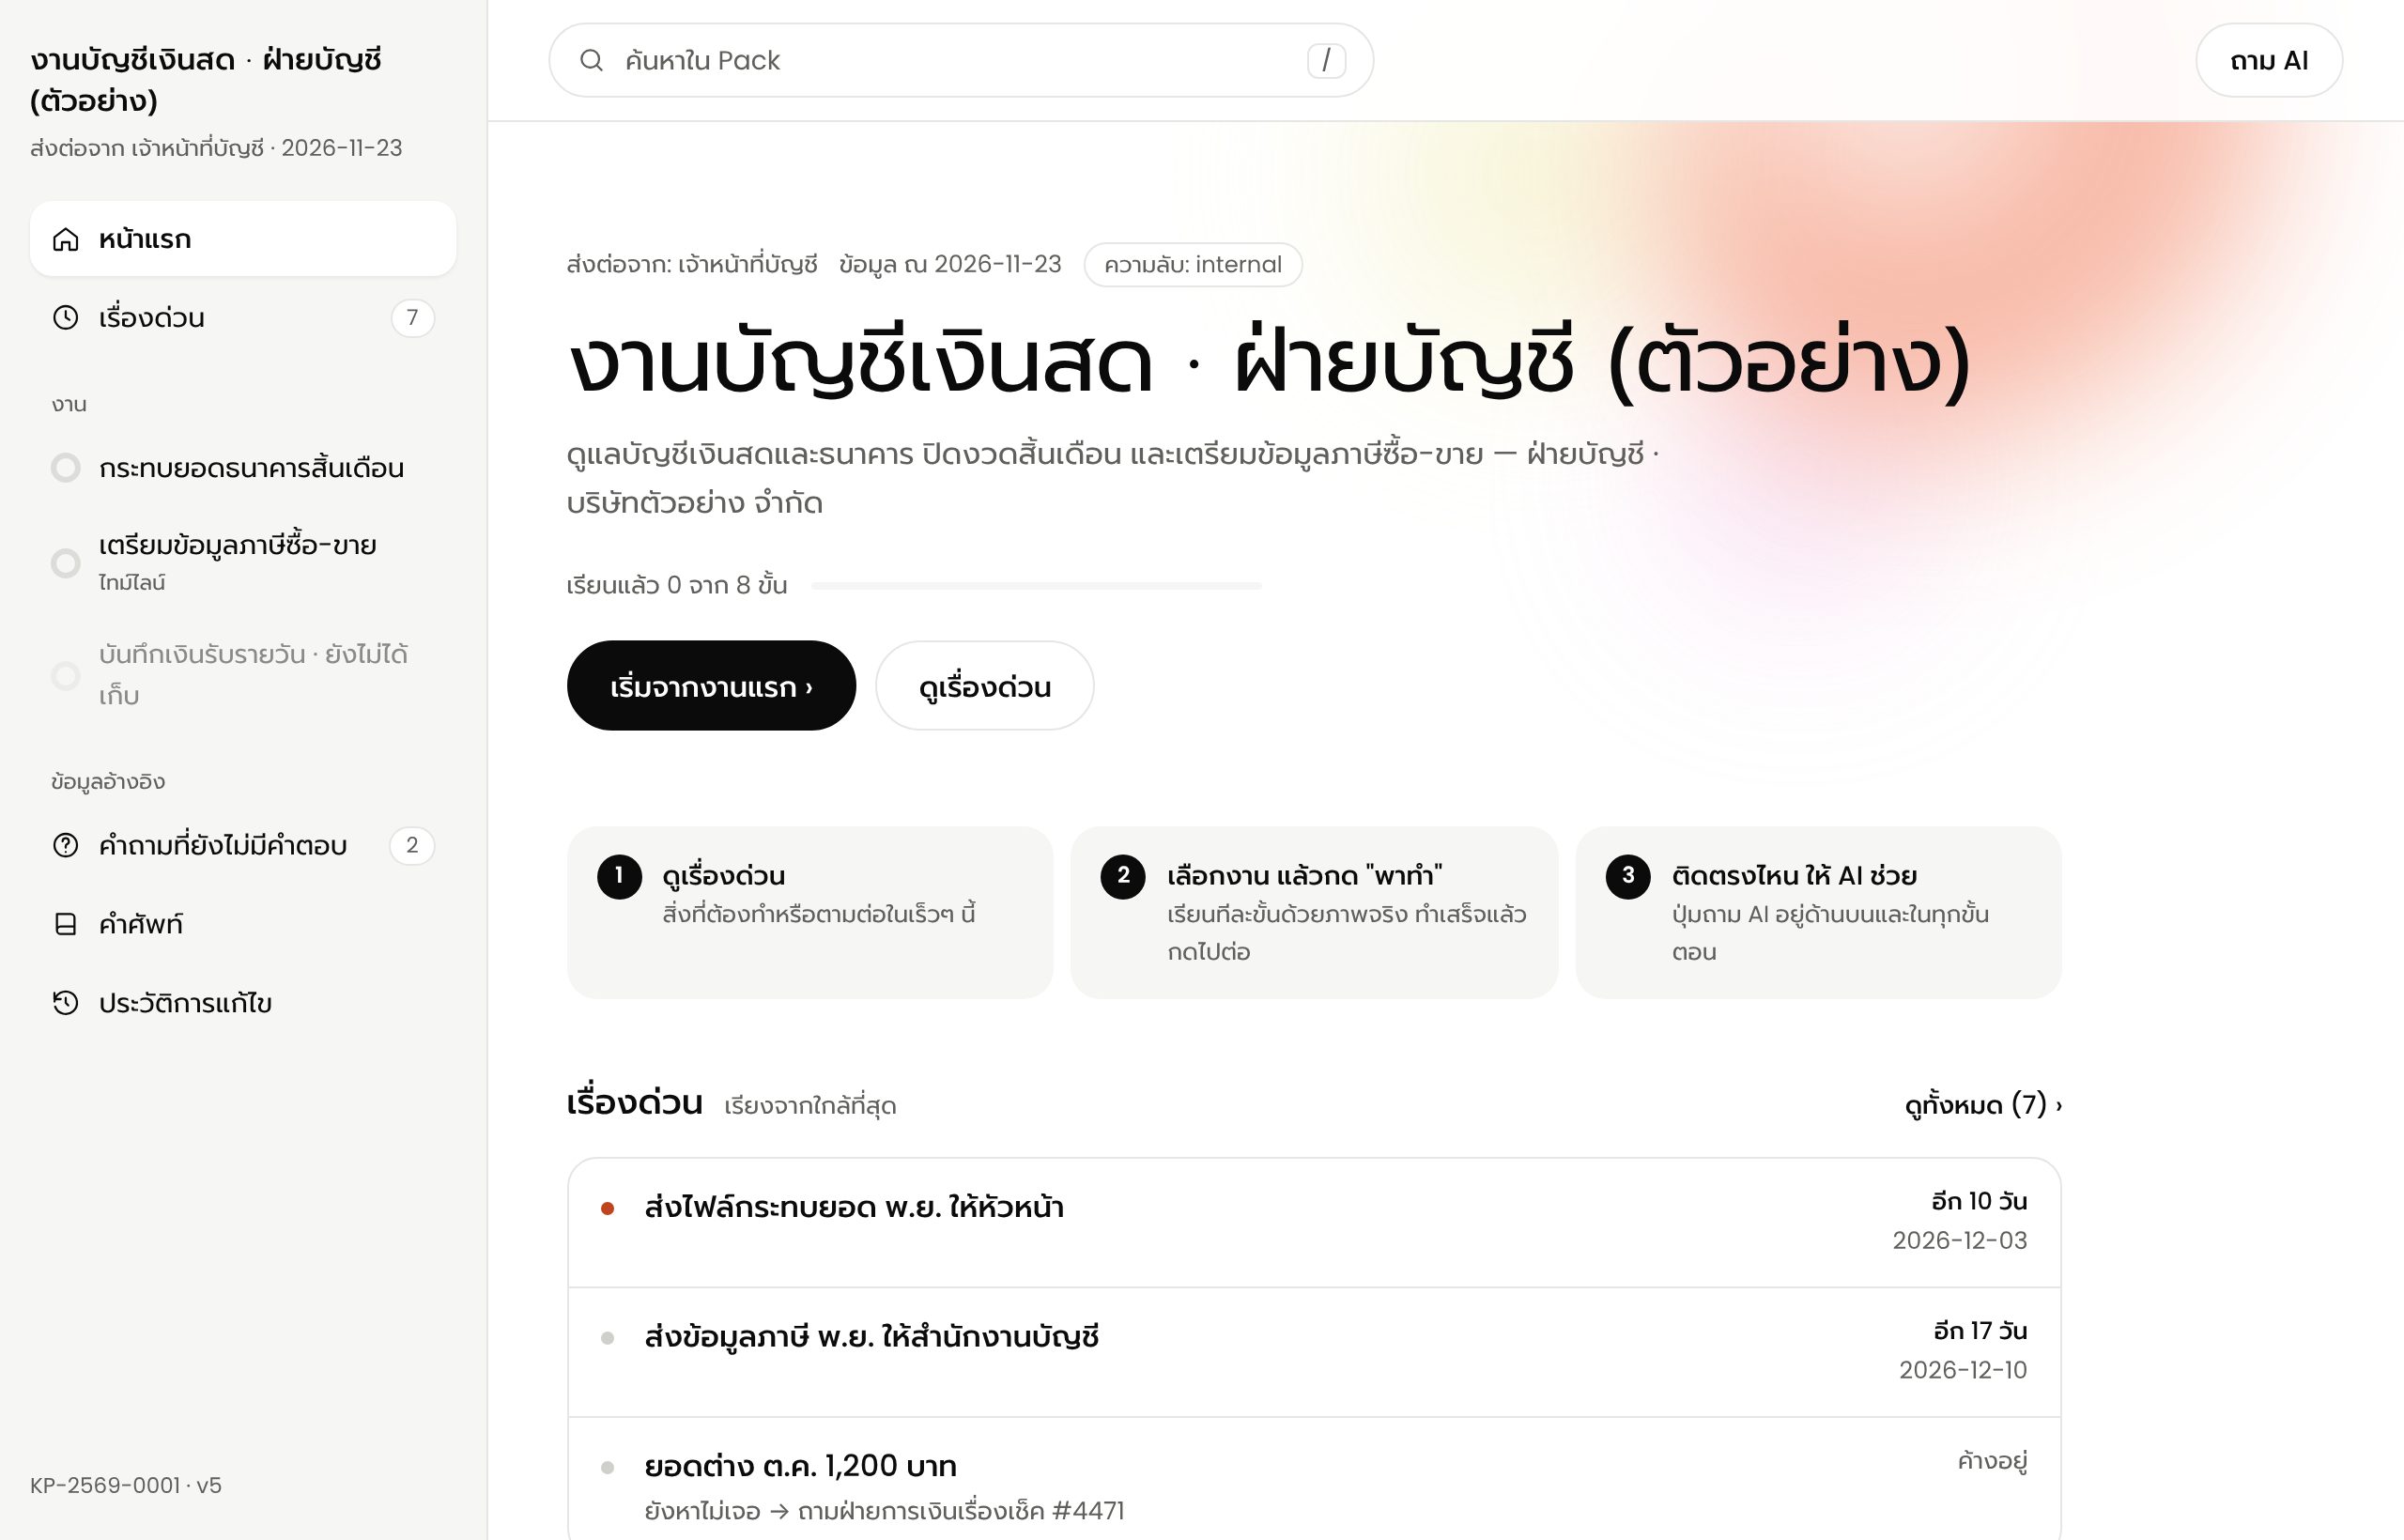 งานบัญชีเงินสด · ฝ่ายบัญชี
(ตัวอย่าง)
ส่งต่อจาก เจ้าหน้าที่บัญชี · 2026-11-23
หน้าแรก
เรื่องด่วน 7
งาน
กระทบยอดธนาคารสิ้นเดือน
เตรียมข้อมูลภาษีซื้อ-ขาย
ไทม์ไลน์
บันทึกเงินรับรายวัน · ยังไม่ได้
เก็บ
ข้อมูลอ้างอิง
คำถามที่ยังไม่มีคำตอบ 2
คำศัพท์
ประวัติการแก้ไข
KP-2569-0001 · v5
ค้นหาใน Pack /
ถาม AI
ส่งต่อจาก: เจ้าหน้าที่บัญชี ข้อมูล ณ 2026-11-23 ความลับ: internal
งานบัญชีเงินสด · ฝ่ายบัญชี (ตัวอย่าง)
ดูแลบัญชีเงินสดและธนาคาร ปิดงวดสิ้นเดือน และเตรียมข้อมูลภาษีซื้อ-ขาย — ฝ่ายบัญชี ·
บริษัทตัวอย่าง จำกัด
เรียนแล้ว 0 จาก 8 ขั้น
เริ่มจากงานแรก ›
ดูเรื่องด่วน
1 ดูเรื่องด่วน
สิ่งที่ต้องทำหรือตามต่อในเร็วๆ นี้
2 เลือกงาน แล้วกด "พาทำ"
เรียนทีละขั้นด้วยภาพจริง ทำเสร็จแล้ว
กดไปต่อ
3 ติดตรงไหน ให้ AI ช่วย
ปุ่มถาม AI อยู่ด้านบนและในทุกขั้น
ตอน
เรื่องด่วน เรียงจากใกล้ที่สุด
ดูทั้งหมด (7) ›
ส่งไฟล์กระทบยอด พ.ย. ให้หัวหน้า
อีก 10 วัน
2026-12-03
ส่งข้อมูลภาษี พ.ย. ให้สำนักงานบัญชี
อีก 17 วัน
2026-12-10
ยอดต่าง ต.ค. 1,200 บาท
ค้างอยู่
ยังหาไม่เจอ → ถามฝ่ายการเงินเรื่องเช็ค #4471